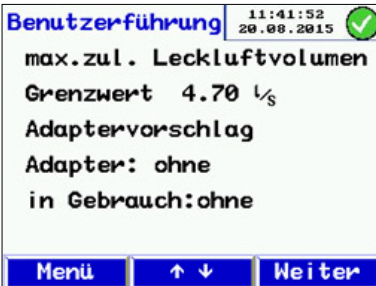 Benutzerführung 11:41:52
20.08.2015
max.zul. Leckluftvolumen
Grenzwert 4.70 l/s
Adaptervorschlag
Adapter: ohne
in Gebrauch:ohne
Menü ↑ ↓ Weiter